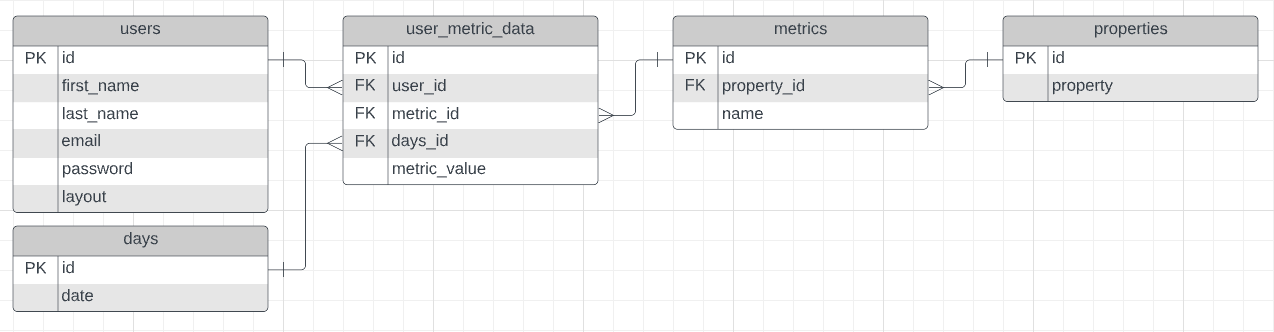 users
PK id
first_name
last_name
email
password
layout
days
PK id
date
user_metric_data
PK id
FK user_id
FK metric_id
FK days_id
metric_value
metrics
PK id
FK property_id
name
properties
PK id
property